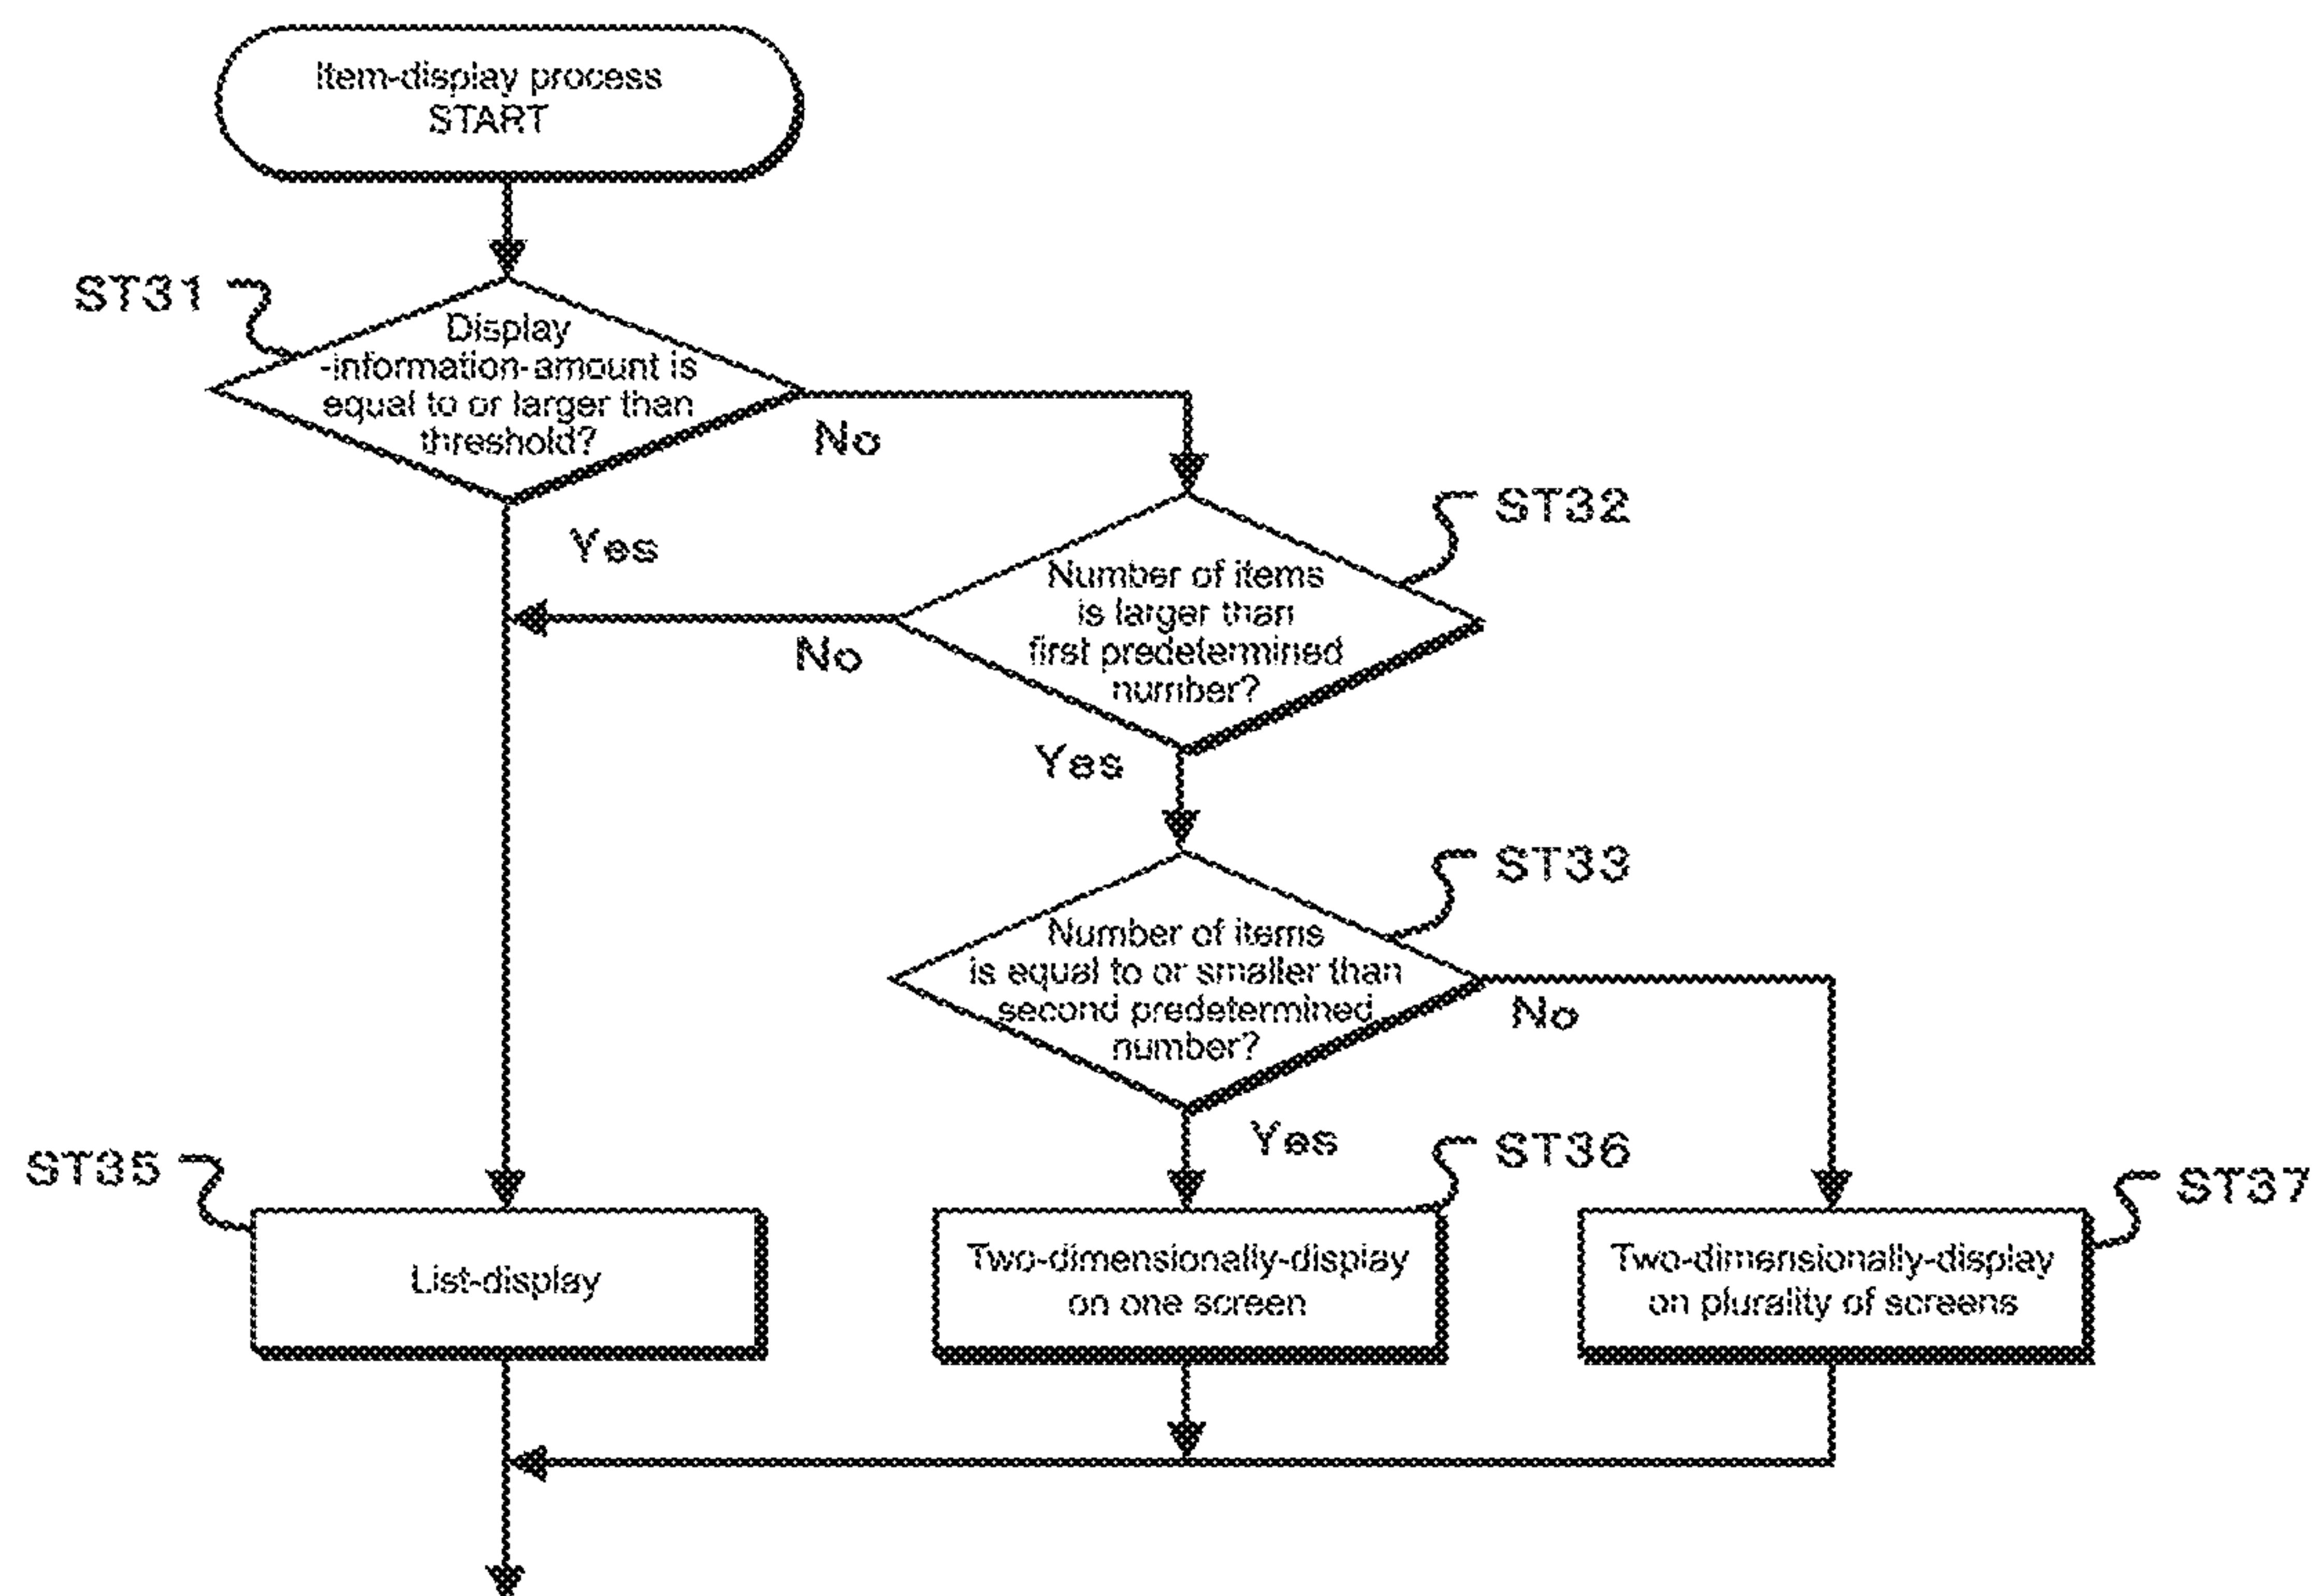 Item-display process
START
ST31
Display
-information-amount is
equal to or larger than
threshold?
No
Yes
ST32
Number of items
is larger than
first predetermined
number?
No
Yes
ST33
Number of items
is equal to or smaller than
second predetermined
number?
No
Yes
ST35
List-display
ST36
Two-dimensionally-display
on one screen
ST37
Two-dimensionally-display
on plurality of screens